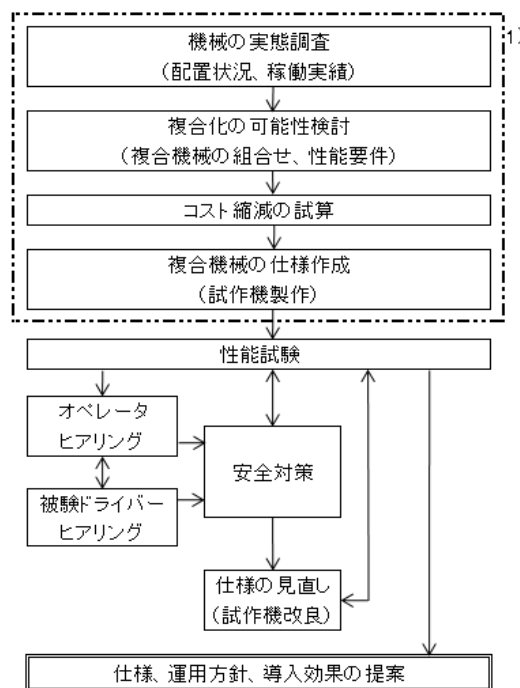 機械の実態調査
(配置状況、稼働実績)
1)
複合化の可能性検討
(複合機械の組合せ、性能要件)
コスト縮減の試算
複合機械の仕様作成
(試作機製作)
性能試験
オペレータ
ヒアリング
安全対策
被験ドライバー
ヒアリング
仕様の見直し
(試作機改良)
仕様、運用方針、導入効果の提案